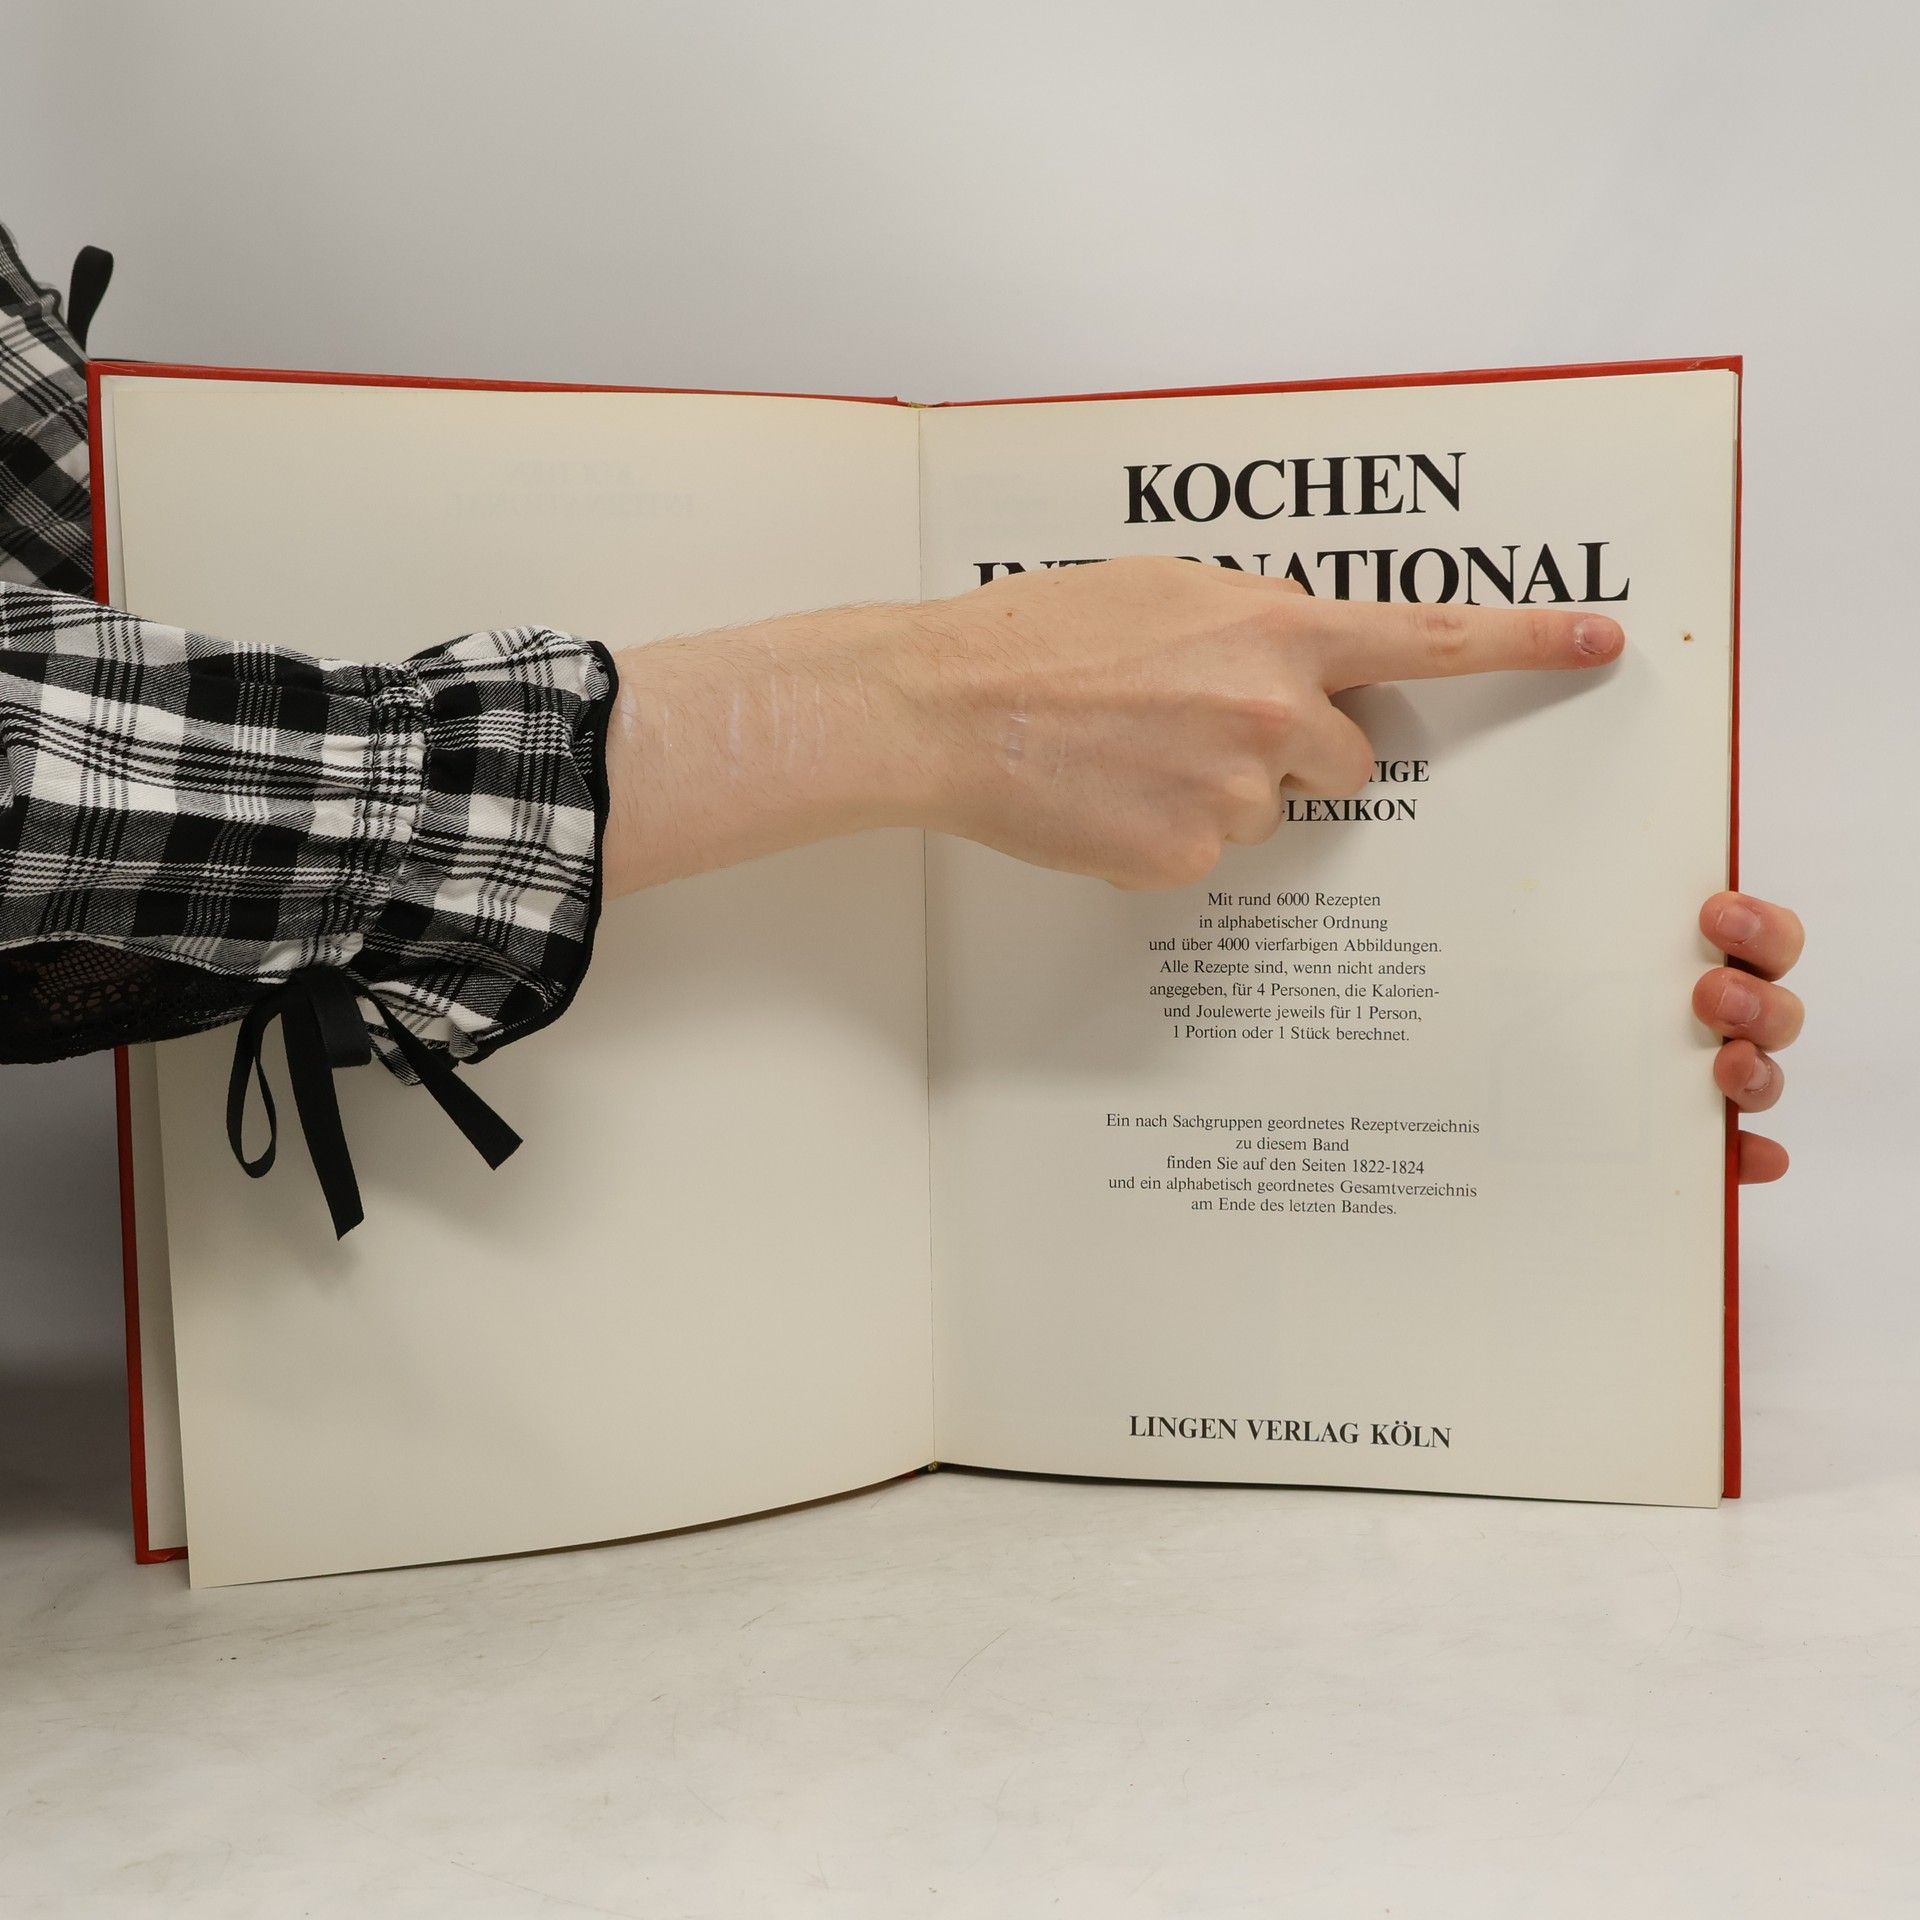 KOCHEN
INTERNATIONAL
TIGE
-LEXIKON
Mit rund 6000 Rezepten
in alphabetischer Ordnung
und über 4000 vierfarbigen Abbildungen.
Alle Rezepte sind, wenn nicht anders
angegeben, für 4 Personen, die Kalorien-
und Joulewerte jeweils für 1 Person,
1 Portion oder 1 Stück berechnet.
Ein nach Sachgruppen geordnetes Rezeptverzeichnis
zu diesem Band
finden Sie auf den Seiten 1822-1824
und ein alphabetisch geordnetes Gesamtverzeichnis
am Ende des letzten Bandes.
LINGEN VERLAG KÖLN